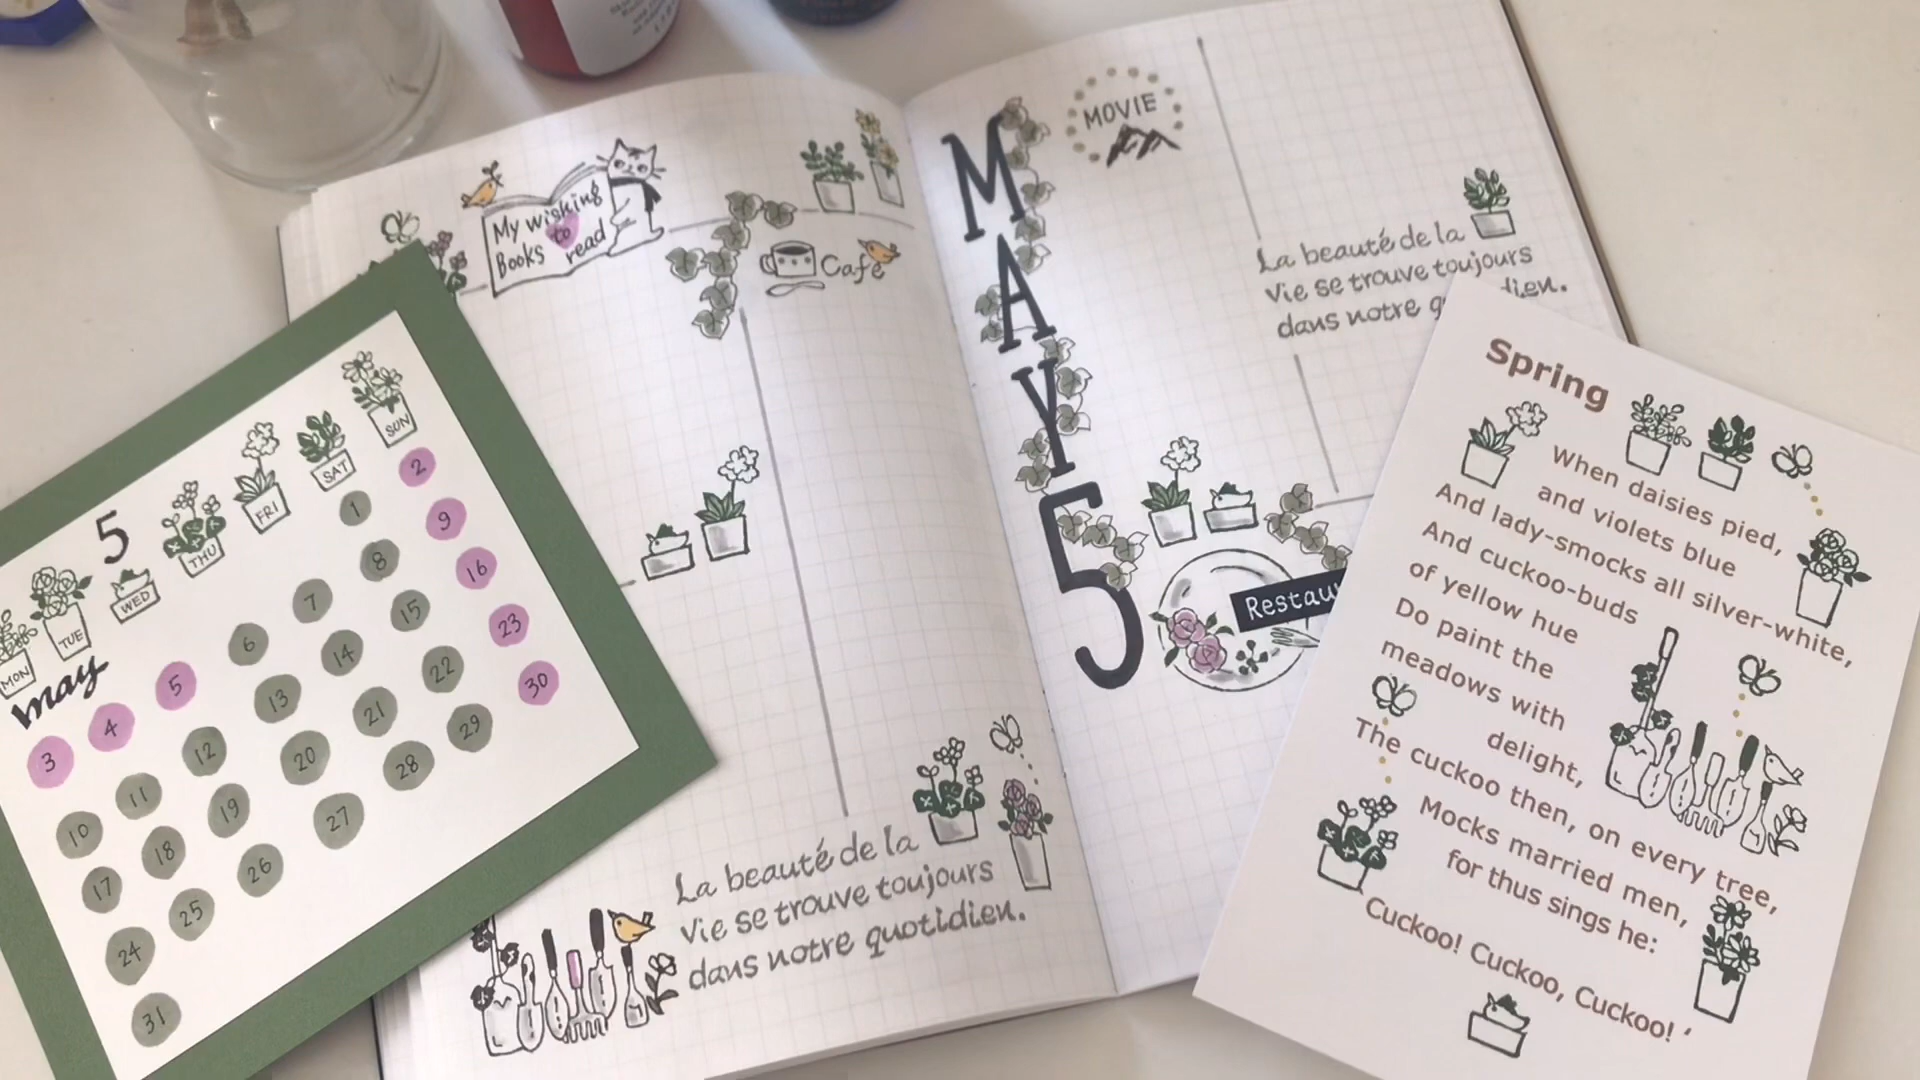 5
may
MON
TUE
WED
THU
FRI
SAT
SUN
1 2
3 4 5 6 7 8 9
10 11 12 13 14 15 16
17 18 19 20 21 22 23
24 25 26 27 28 29 30
31
My wishing
Books to read
Café
La beauté de la
vie se trouve toujours
dans notre quotidien.
MAY
5
MOVIE
La beauté de la
vie se trouve toujours
dans notre
Spring
When daisies pied,
and violets blue
And lady-smocks all silver-white,
And cuckoo-buds
of yellow hue
Do paint the
meadows with
delight,
The cuckoo then, on every tree,
Mocks married men,
for thus sings he:
Cuckoo! Cuckoo, Cuckoo! ‘